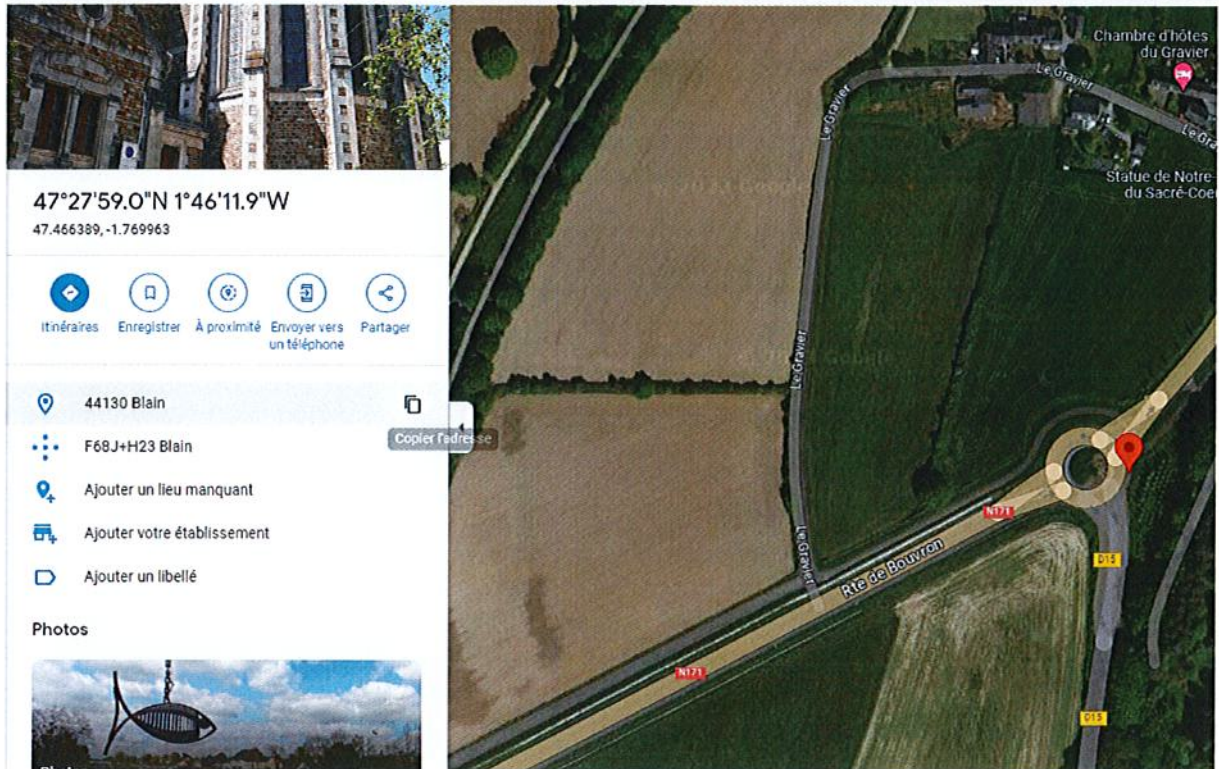 47°27'59.0"N 1°46'11.9"W
47.466389, -1.769963
Itinéraires
Enregistrer
À proximité
Envoyer vers
un téléphone
Partager
44130 Blain
Copier l'adresse
F68J+H23 Blain
Ajouter un lieu manquant
Ajouter votre établissement
Ajouter un libellé
Photos
Chambre d'hôtes
du Gravier
Le Gravier
Le Gravier
Le Gra
Statue de Notre-
du Sacré-Coe
Le Gravier
Le Gravier
N171
Rte de Bouvron
D15
N171
D15